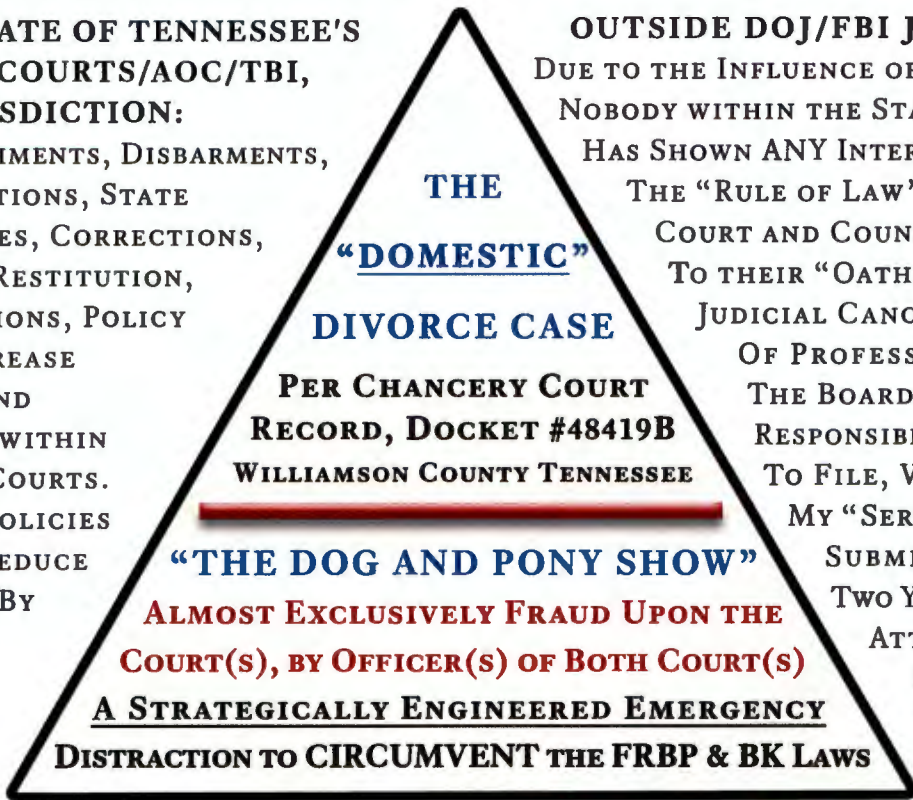 ATE OF TENNESSEE'S
COURTS/AOC/TBI,
SDICTION:
IMENTS, DISBARMENTS,
TIONS, STATE
ES, CORRECTIONS,
RESTITUTION,
IONS, POLICY
REASE
ND
WITHIN
COURTS.
OLICIES
EDUCE
BY
THE
“DOMESTIC”
DIVORCE CASE
PER CHANCERY COURT
RECORD, DOCKET #48419B
WILLIAMSON COUNTY TENNESSEE
“THE DOG AND PONY SHOW”
ALMOST EXCLUSIVELY FRAUD UPON THE
COURT(S), BY OFFICER(S) OF BOTH COURT(S)
A STRATEGICALLY ENGINEERED EMERGENCY
DISTRACTION TO CIRCUMVENT THE FRBP & BK LAWS
OUTSIDE DOJ/FBI J
DUE TO THE INFLUENCE OF
NOBODY WITHIN THE STA
HAS SHOWN ANY INTER
THE “RULE OF LAW”
COURT AND COUN
TO THEIR “OATH
JUDICIAL CANO
OF PROFESS
THE BOARD
RESPONSIBI
TO FILE, V
MY “SER
SUBMI
TWO Y
ATT